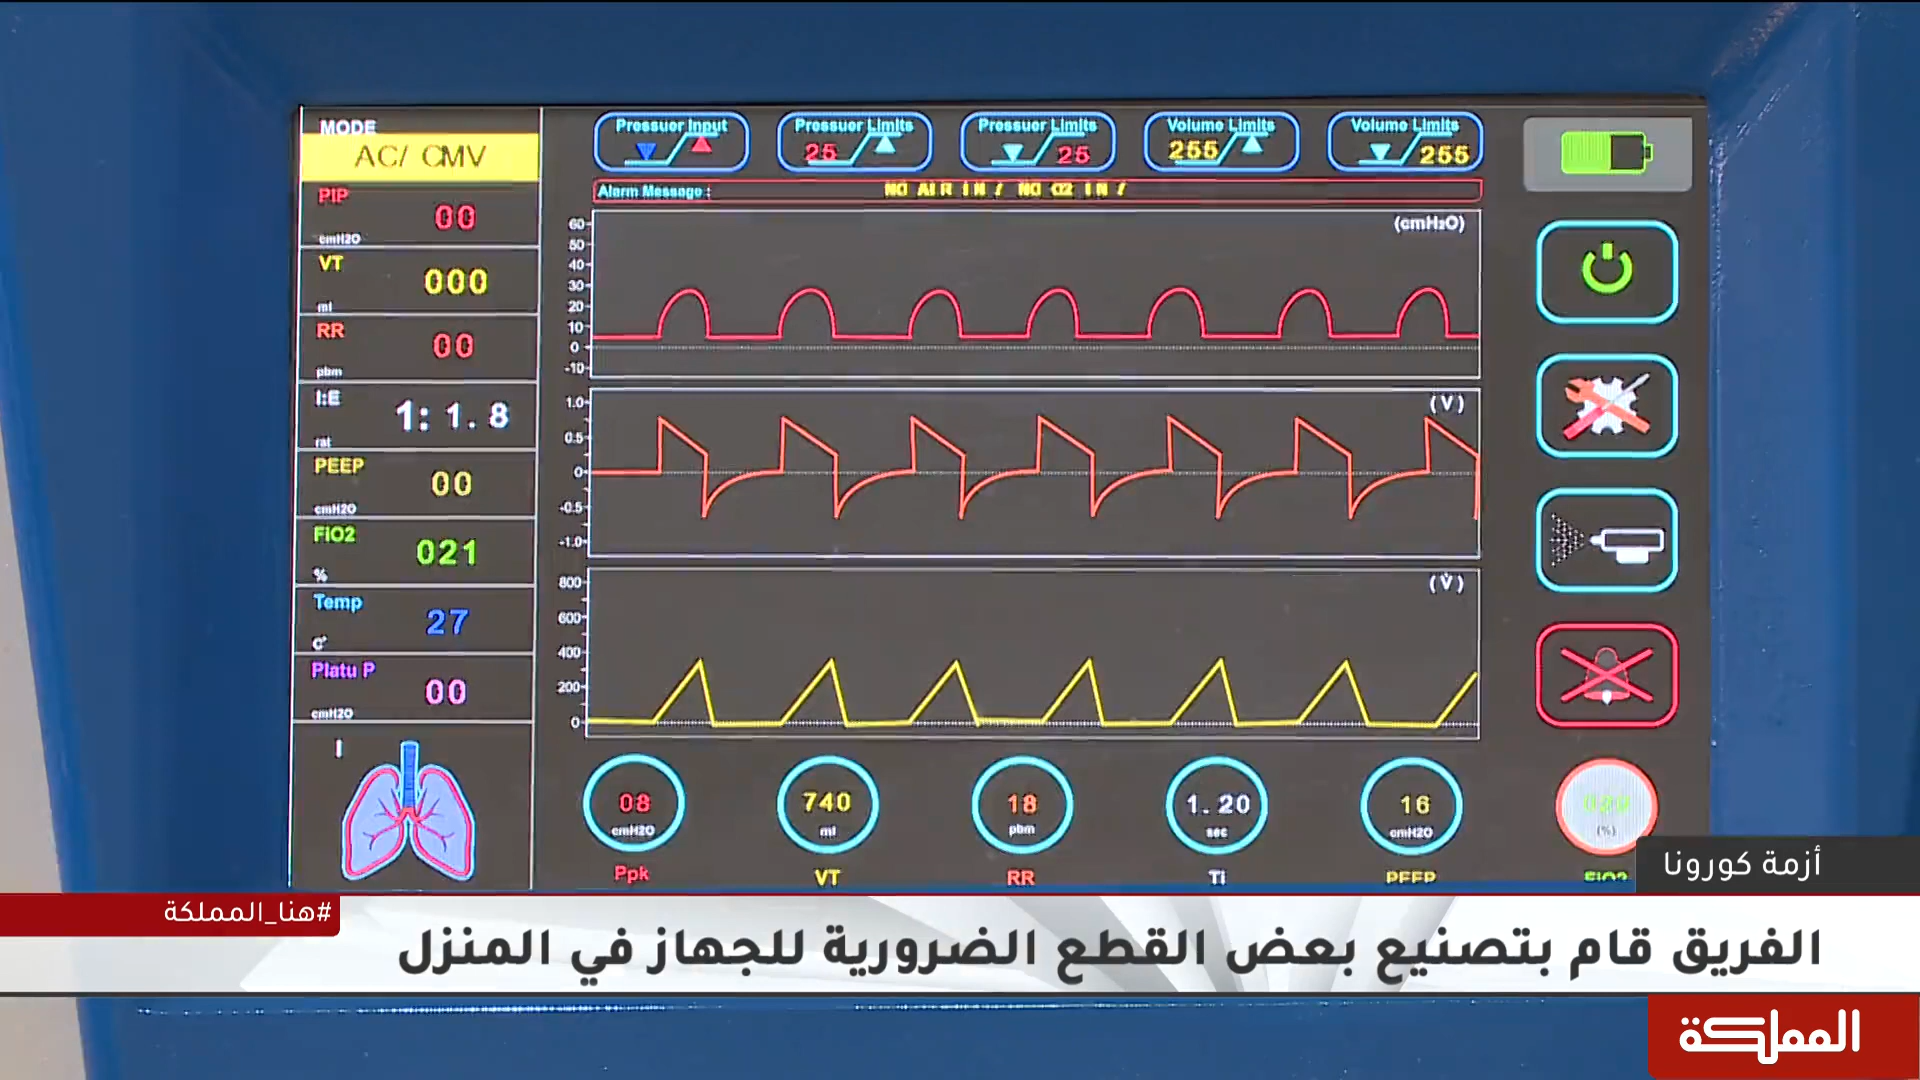 MODE
AC/ CMV
PIP
00
cmH2O
VT
000
ml
RR
00
pbm
I:E
1: 1. 8
rat
PEEP
00
cmH2O
FiO2
021
%
Temp
27
C°
Platu P
00
cmH2O
I
Pressuer Input
Pressuer Limits
25
Pressuer Limits
25
Volume Limits
255
Volume Limits
255
Alarm Message : NO AIR IN / NO O2 IN /
(cmH2O)
60
50
40
30
20
10
0
-10
(V)
1.0
0.5
0
-0.5
-1.0
(V̇)
800
600
400
200
0
08
cmH2O
Ppk
740
ml
VT
18
pbm
RR
1. 20
sec
Ti
16
cmH2O
PEEP
(%)
FiO2
أزمة كورونا
#هنا_المملكة
الفريق قام بتصنيع بعض القطع الضرورية للجهاز في المنزل
المملكة